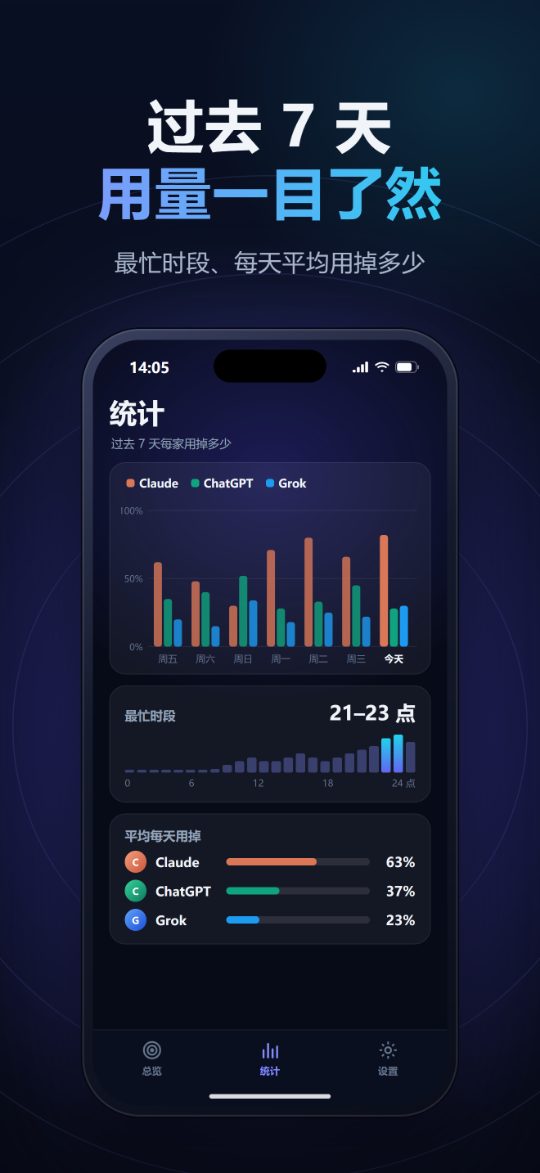 过去 7 天
用量一目了然
最忙时段、每天平均用掉多少
14:05
统计
过去 7 天每家用掉多少
Claude ChatGPT Grok
100%
50%
0%
周五 周六 周日 周一 周二 周三 今天
最忙时段 21–23 点
0 6 12 18 24 点
平均每天用掉
C Claude 63%
C ChatGPT 37%
G Grok 23%
总览 统计 设置